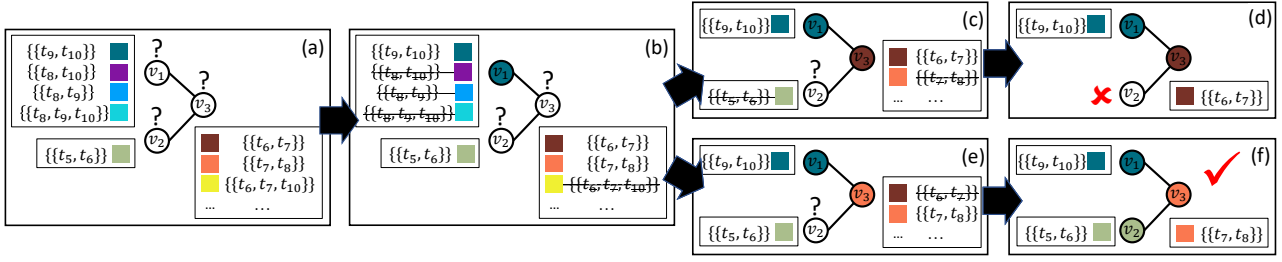 (a)
{{t₉, t₁₀}}
{{t₈, t₁₀}}
{{t₈, t₉}}
{{t₈, t₉, t₁₀}}
?
v₁
?
v₃
?
v₂
{{t₅, t₆}}
{{t₆, t₇}}
{{t₇, t₈}}
{{t₆, t₇, t₁₀}}
... ...
(b)
{{t₉, t₁₀}}
{{t₈, t₁₀}}
{{t₈, t₉}}
{{t₈, t₉, t₁₀}}
v₁
?
v₃
?
v₂
{{t₅, t₆}}
{{t₆, t₇}}
{{t₇, t₈}}
{{t₆, t₇, t₁₀}}
... ...
(c)
{{t₉, t₁₀}}
v₁
v₃
?
v₂
{{t₅, t₆}}
{{t₆, t₇}}
{{t₇, t₈}}
... ...
(d)
{{t₉, t₁₀}}
v₁
v₃
✘
v₂
{{t₆, t₇}}
(e)
{{t₉, t₁₀}}
v₁
v₃
?
v₂
{{t₅, t₆}}
{{t₆, t₇}}
{{t₇, t₈}}
... ...
(f)
{{t₉, t₁₀}}
v₁
✓
v₃
v₂
{{t₅, t₆}}
{{t₇, t₈}}